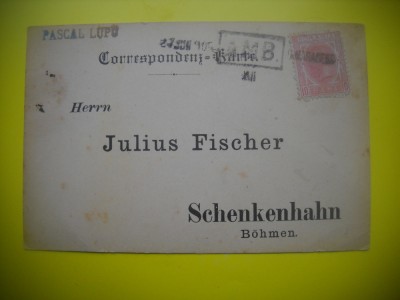 PASCAL LUPU
Correspondenz-Karte.
A.M.B.
Herrn
Julius Fischer
Schenkenhahn
Böhmen.